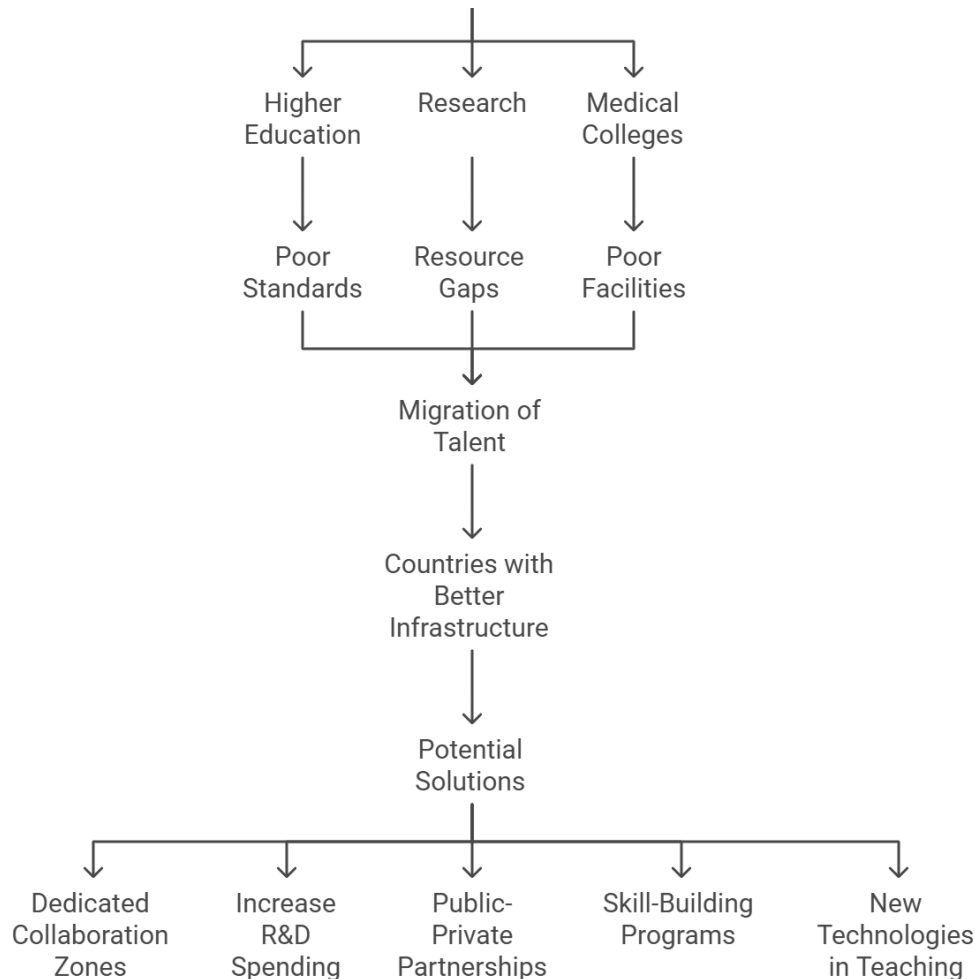 Higher
Education
Research
Medical
Colleges
Poor
Standards
Resource
Gaps
Poor
Facilities
Migration of
Talent
Countries with
Better
Infrastructure
Potential
Solutions
Dedicated
Collaboration
Zones
Increase
R&D
Spending
Public-
Private
Partnerships
Skill-Building
Programs
New
Technologies
in Teaching